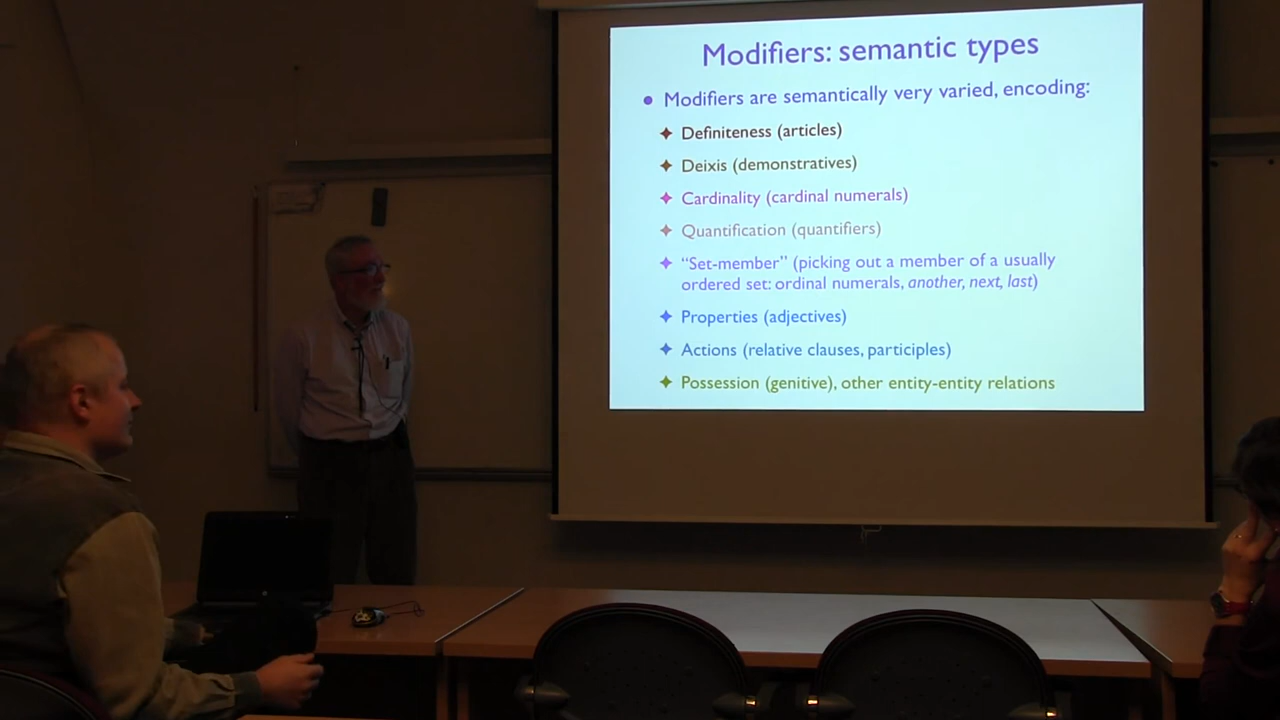 Modifiers: semantic types
• Modifiers are semantically very varied, encoding:
✦ Definiteness (articles)
✦ Deixis (demonstratives)
✦ Cardinality (cardinal numerals)
✦ Quantification (quantifiers)
✦ “Set-member” (picking out a member of a usually
ordered set: ordinal numerals, another, next, last)
✦ Properties (adjectives)
✦ Actions (relative clauses, participles)
✦ Possession (genitive), other entity-entity relations